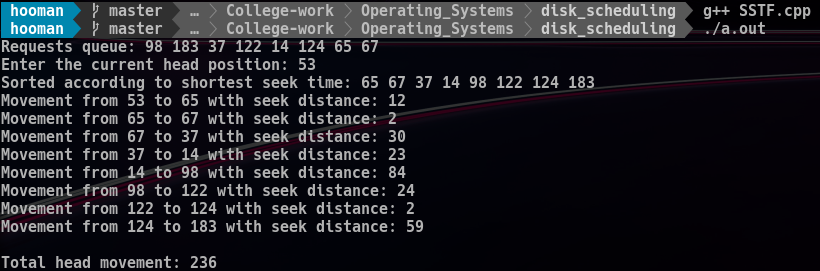 hooman master … College-work Operating_Systems disk_scheduling g++ SSTF.cpp
hooman master … College-work Operating_Systems disk_scheduling ./a.out
Requests queue: 98 183 37 122 14 124 65 67
Enter the current head position: 53
Sorted according to shortest seek time: 65 67 37 14 98 122 124 183
Movement from 53 to 65 with seek distance: 12
Movement from 65 to 67 with seek distance: 2
Movement from 67 to 37 with seek distance: 30
Movement from 37 to 14 with seek distance: 23
Movement from 14 to 98 with seek distance: 84
Movement from 98 to 122 with seek distance: 24
Movement from 122 to 124 with seek distance: 2
Movement from 124 to 183 with seek distance: 59
Total head movement: 236